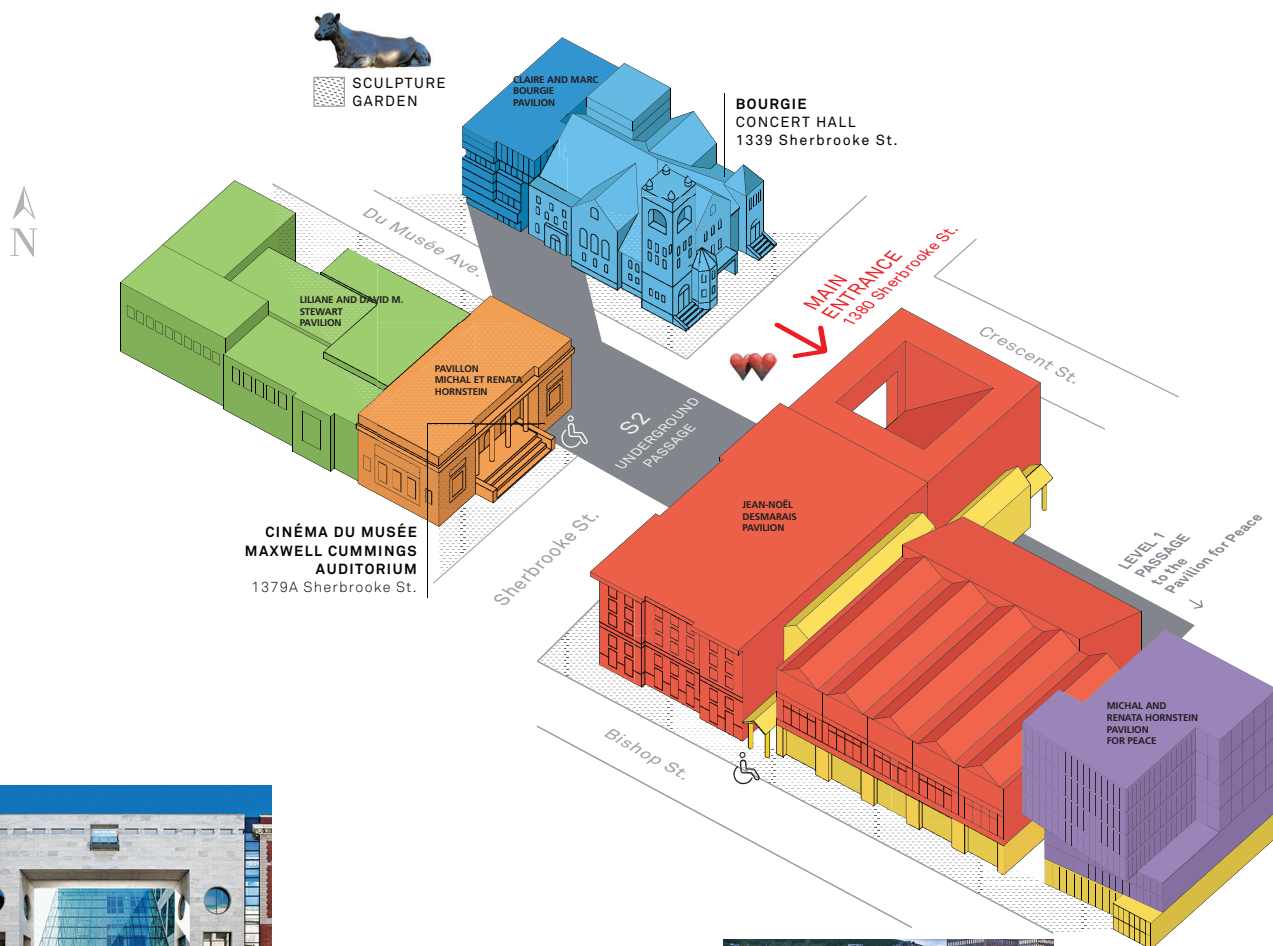 SCULPTURE
GARDEN
CLAIRE AND MARC
BOURGIE
PAVILION
BOURGIE
CONCERT HALL
1339 Sherbrooke St.
N
Du Musée Ave.
MAIN
ENTRANCE
1380 Sherbrooke St.
Crescent St.
LILIANE AND DAVID M.
STEWART
PAVILION
PAVILLON
MICHAL ET RENATA
HORNSTEIN
S2
UNDERGROUND
PASSAGE
JEAN-NOËL
DESMARAIS
PAVILION
CINÉMA DU MUSÉE
MAXWELL CUMMINGS
AUDITORIUM
1379A Sherbrooke St.
Sherbrooke St.
LEVEL 1
PASSAGE
to the
Pavilion for Peace
→
MICHAL AND
RENATA HORNSTEIN
PAVILION
FOR PEACE
Bishop St.